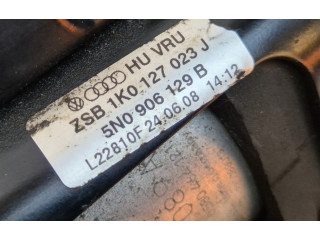 HU VRU
ZSB 1K0 127 023 J
5N0 906 129 B
L22810F 24.06.08 14:12